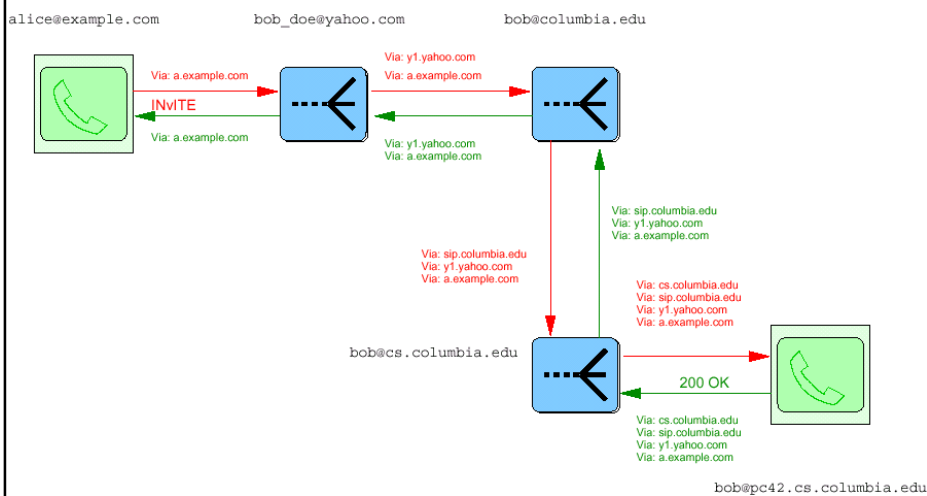 alice@example.com
bob_doe@yahoo.com
bob@columbia.edu
Via: a.example.com
INvITE
Via: a.example.com
Via: y1.yahoo.com
Via: a.example.com
Via: y1.yahoo.com
Via: a.example.com
Via: sip.columbia.edu
Via: y1.yahoo.com
Via: a.example.com
Via: sip.columbia.edu
Via: y1.yahoo.com
Via: a.example.com
Via: cs.columbia.edu
Via: sip.columbia.edu
Via: y1.yahoo.com
Via: a.example.com
bob@cs.columbia.edu
200 OK
Via: cs.columbia.edu
Via: sip.columbia.edu
Via: y1.yahoo.com
Via: a.example.com
bob@pc42.cs.columbia.edu